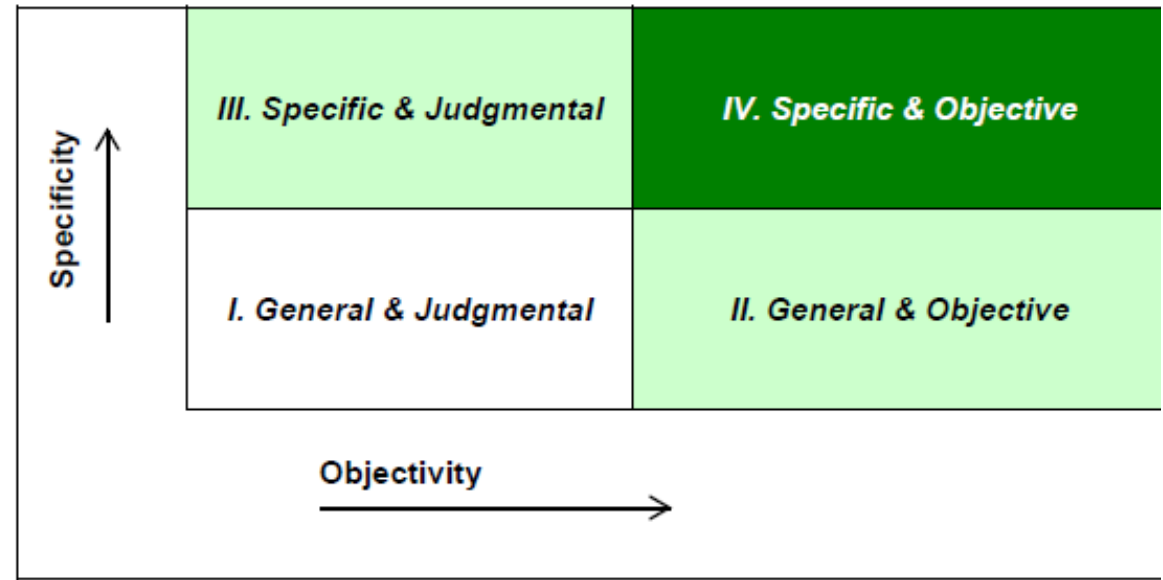 III. Specific & Judgmental
IV. Specific & Objective
Specificity
I. General & Judgmental
II. General & Objective
Objectivity